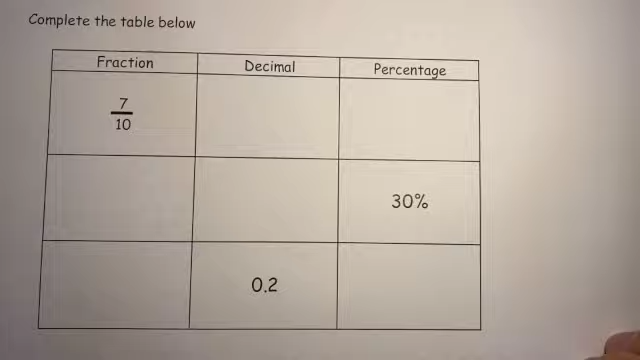 Complete the table below
Fraction Decimal Percentage
7
10
30%
0.2